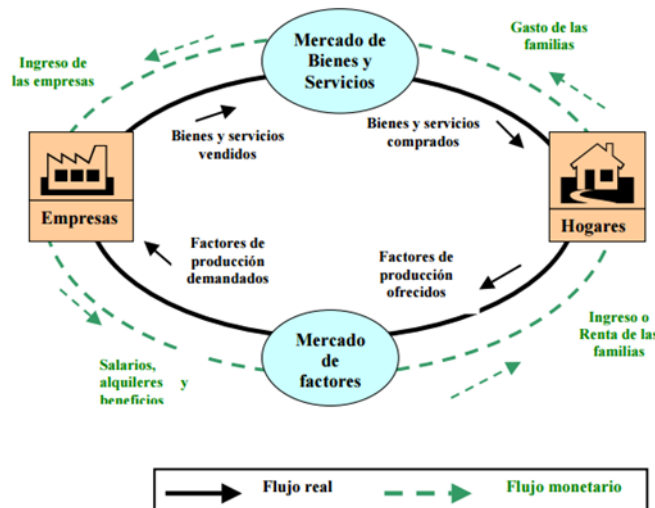 Mercado de
Bienes y
Servicios
Gasto de las
familias
Ingreso de
las empresas
Bienes y servicios
vendidos
Bienes y servicios
comprados
Empresas
Hogares
Factores de
producción
demandados
Factores de
producción
ofrecidos
Mercado
de
factores
Ingreso o
Renta de las
familias
Salarios,
alquileres y
beneficios
Flujo real
Flujo monetario